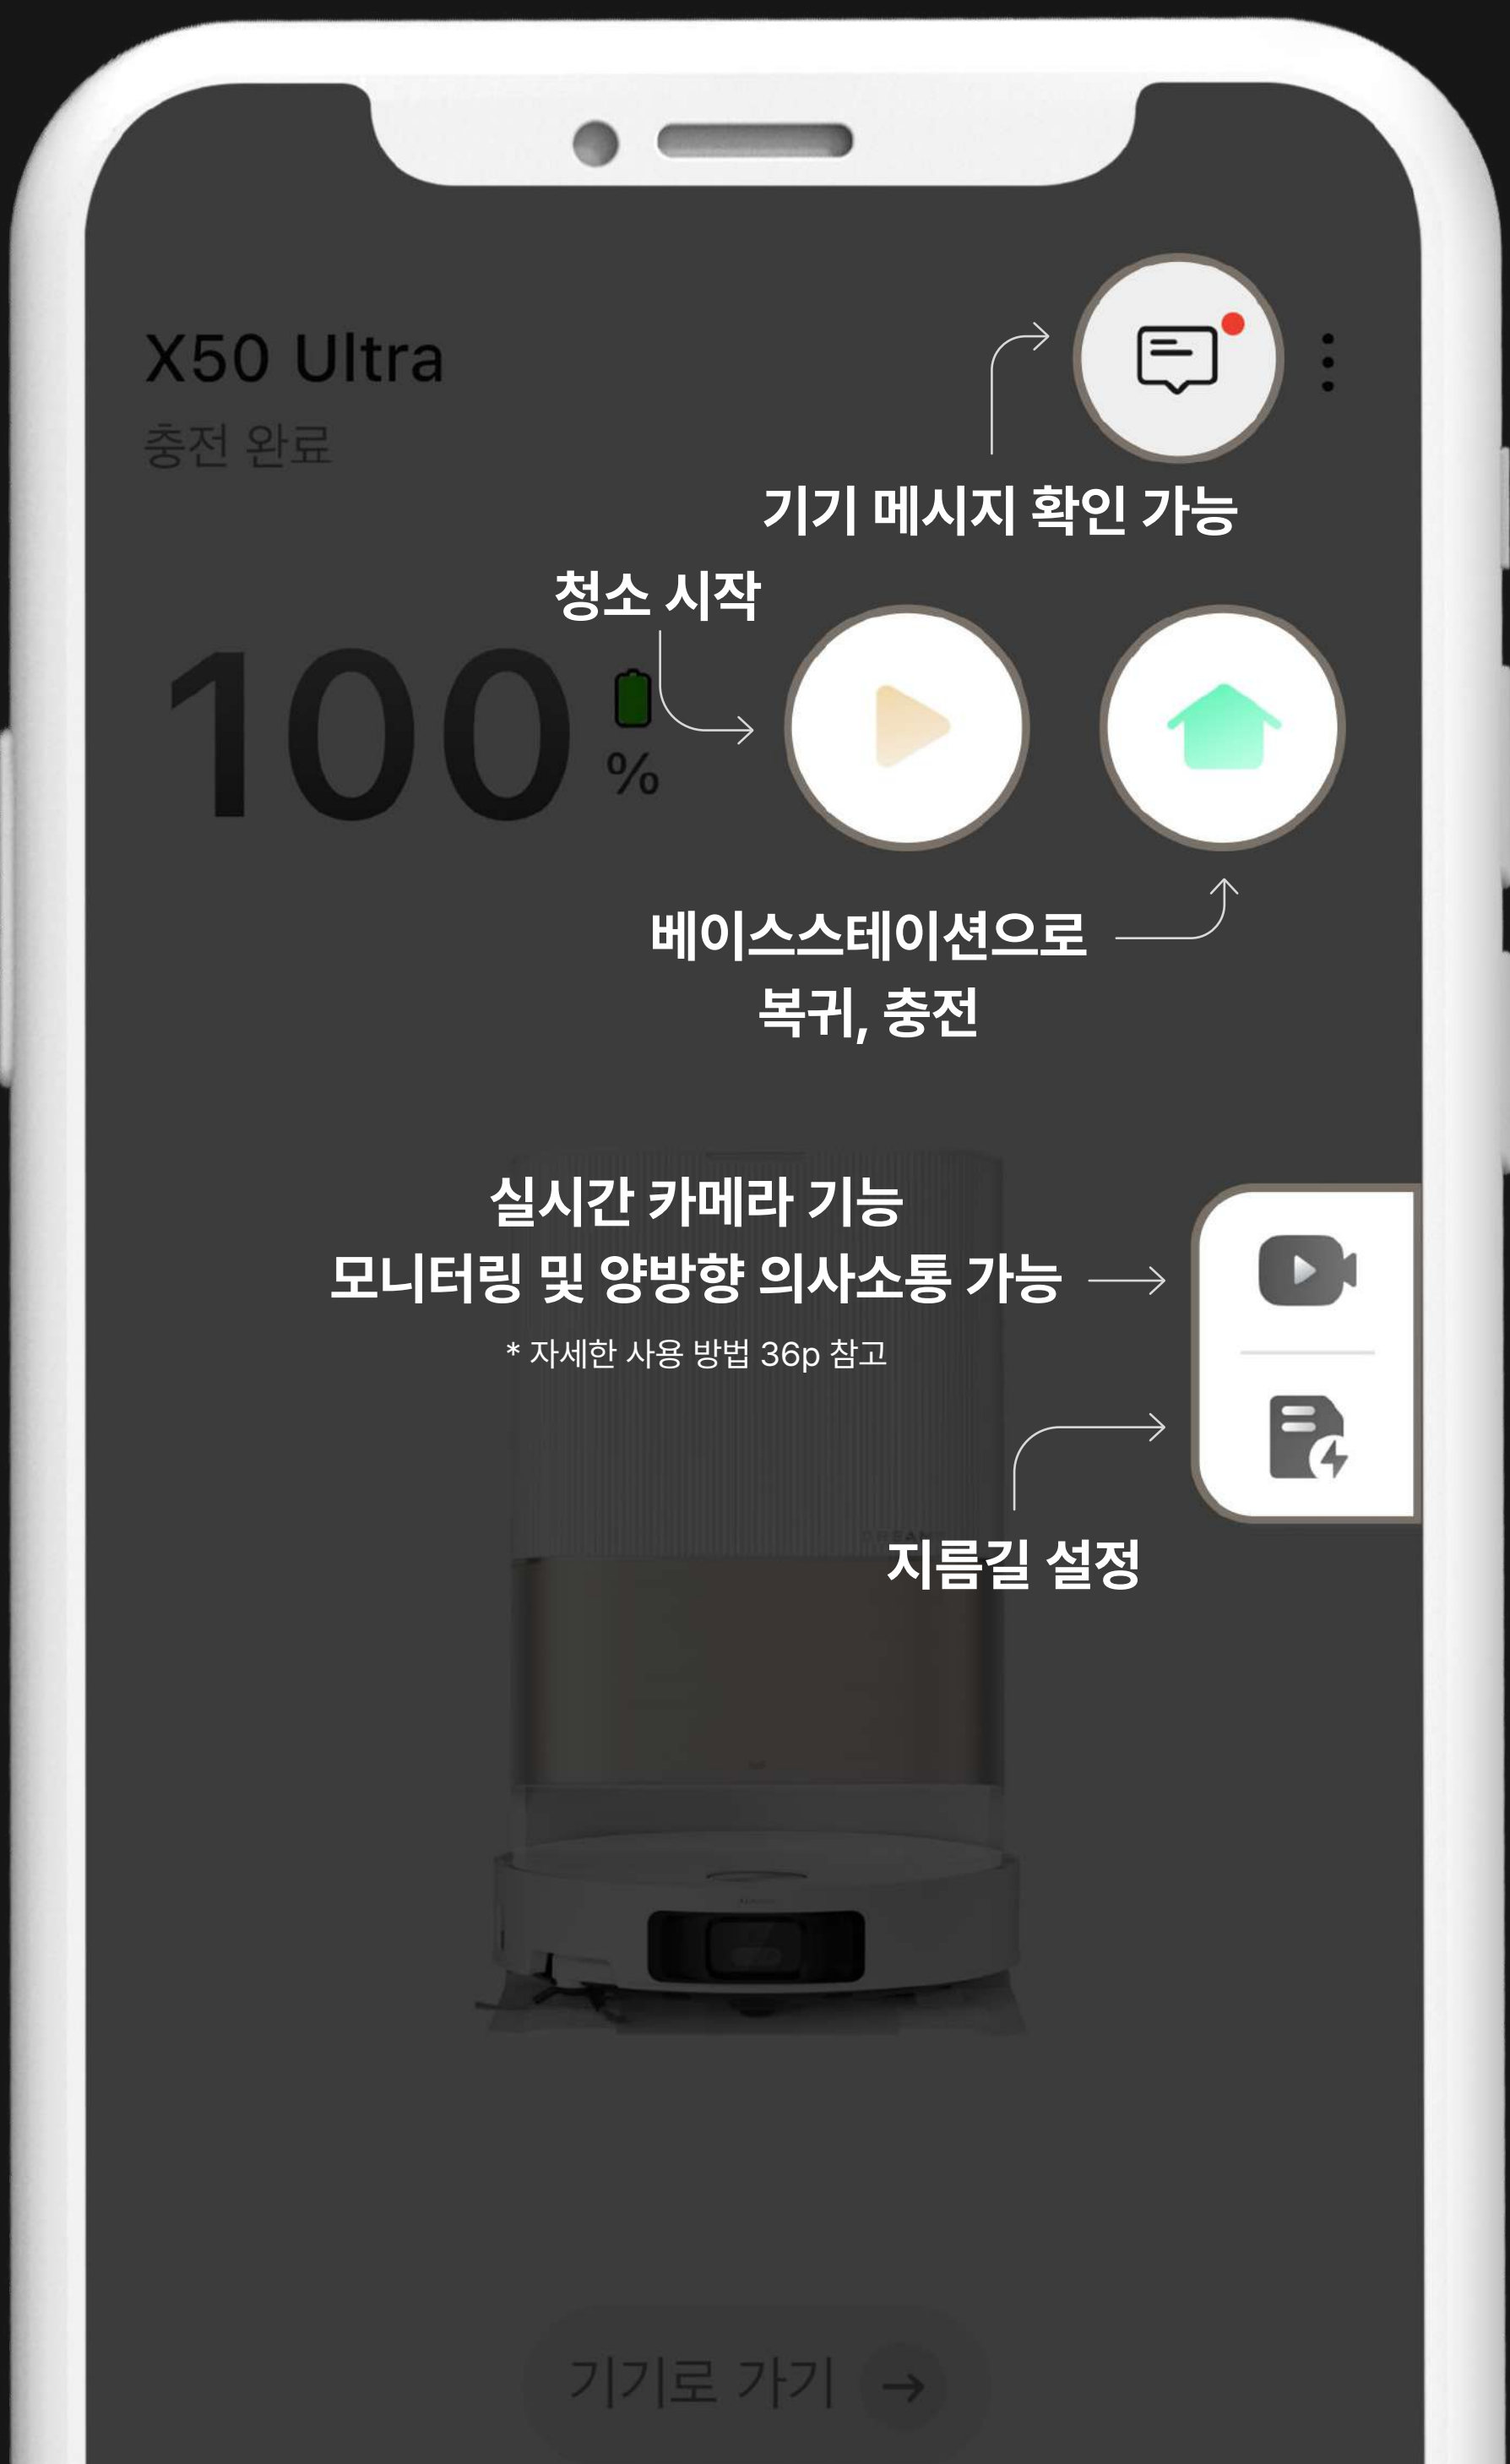 X50 Ultra
충전 완료
기기 메시지 확인 가능
청소 시작
100
%
베이스스테이션으로
복귀, 충전
실시간 카메라 기능
모니터링 및 양방향 의사소통 가능
* 자세한 사용 방법 36p 참고
지름길 설정
기기로 가기